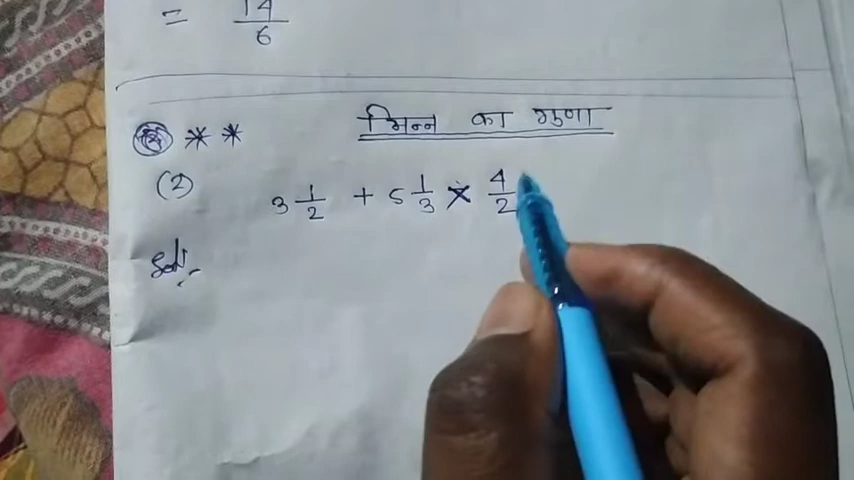 = 14/6
** भिन्न का गुणा
(2) 3 1/2 + 5 1/3 × 4/2
Sol:-